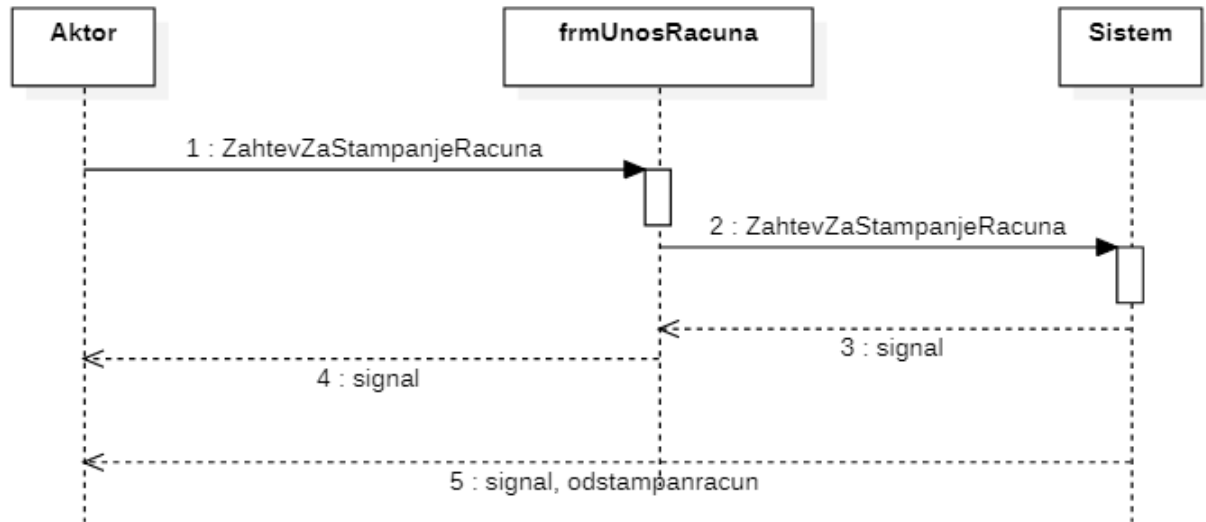 Aktor
frmUnosRacuna
Sistem
1 : ZahtevZaStampanjeRacuna
2 : ZahtevZaStampanjeRacuna
3 : signal
4 : signal
5 : signal, odstampanracun